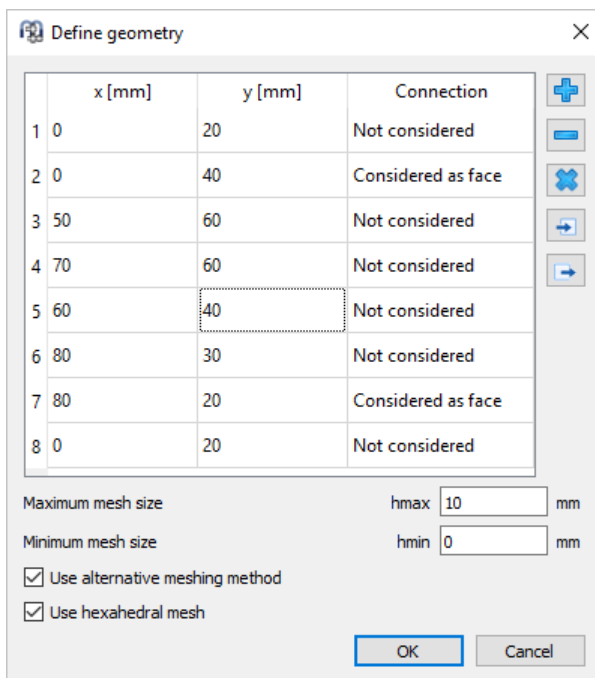 Define geometry
x [mm] y [mm] Connection
1 0 20 Not considered
2 0 40 Considered as face
3 50 60 Not considered
4 70 60 Not considered
5 60 40 Not considered
6 80 30 Not considered
7 80 20 Considered as face
8 0 20 Not considered
Maximum mesh size hmax 10 mm
Minimum mesh size hmin 0 mm
Use alternative meshing method
Use hexahedral mesh
OK Cancel